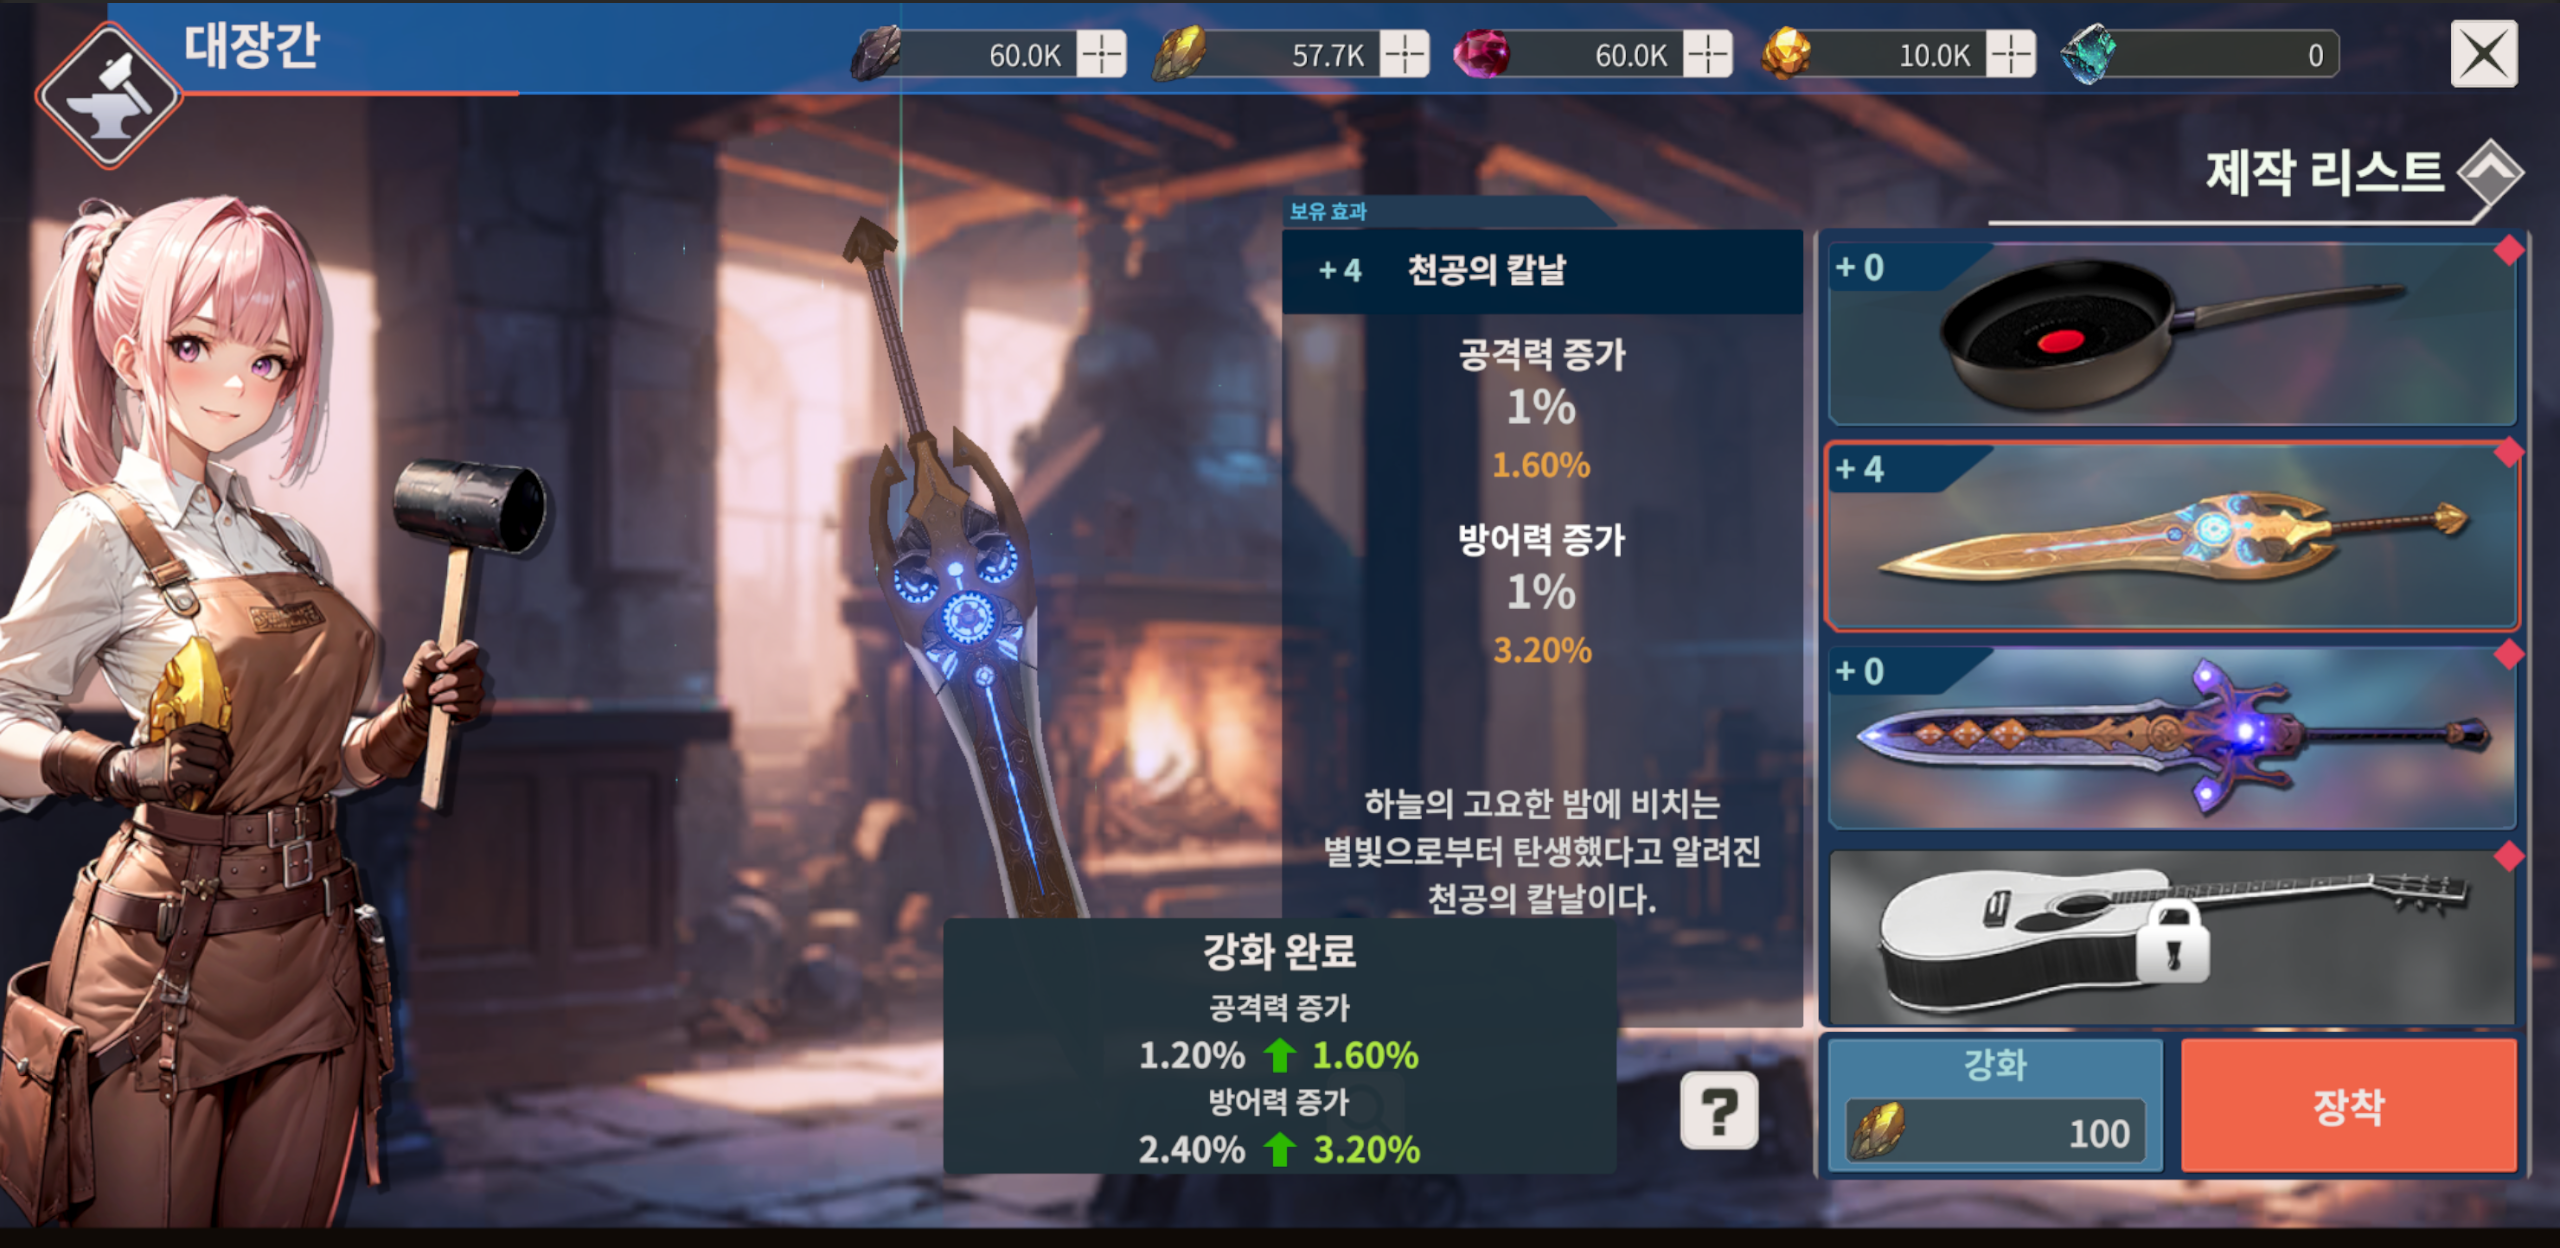 대장간
60.0K
57.7K
60.0K
10.0K
0
제작 리스트
보유 효과
+ 4 천공의 칼날
공격력 증가
1%
1.60%
방어력 증가
1%
3.20%
하늘의 고요한 밤에 비치는
별빛으로부터 탄생했다고 알려진
천공의 칼날이다.
강화 완료
공격력 증가
1.20% 1.60%
방어력 증가
2.40% 3.20%
?
+ 0
+ 4
+ 0
강화
100
장착